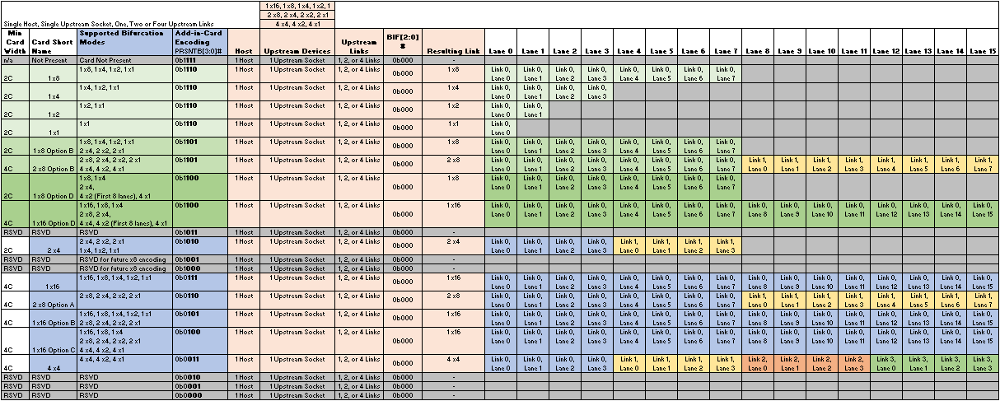 1 x16, 1 x8, 1 x4, 1 x2, 1
2 x8, 2 x4, 2 x2, 2 x1
Single Host, Single Upstream Socket, One, Two or Four Upstream Links 4 x4, 4 x2, 4 x1
Min Card Width Card Short Name Supported Bifurcation Modes Add-in-Card Encoding PRSNTB[3:0]# Host Upstream Devices Upstream Links BIF[2:0]# Resulting Link Lane 0 Lane 1 Lane 2 Lane 3 Lane 4 Lane 5 Lane 6 Lane 7 Lane 8 Lane 9 Lane 10 Lane 11 Lane 12 Lane 13 Lane 14 Lane 15
n/a Not Present Card Not Present 0b1111 1 Host 1 Upstream Socket 1, 2, or 4 Links 0b000 -
2C 1 x8 1 x8, 1 x4, 1 x2, 1 x1 0b1110 1 Host 1 Upstream Socket 1, 2, or 4 Links 0b000 1 x8 Link 0, Lane 0 Link 0, Lane 1 Link 0, Lane 2 Link 0, Lane 3 Link 0, Lane 4 Link 0, Lane 5 Link 0, Lane 6 Link 0, Lane 7
2C 1 x4 1 x4, 1 x2, 1 x1 0b1110 1 Host 1 Upstream Socket 1, 2, or 4 Links 0b000 1 x4 Link 0, Lane 0 Link 0, Lane 1 Link 0, Lane 2 Link 0, Lane 3
2C 1 x2 1 x2, 1 x1 0b1110 1 Host 1 Upstream Socket 1, 2, or 4 Links 0b000 1 x2 Link 0, Lane 0 Link 0, Lane 1
2C 1 x1 1 x1 0b1110 1 Host 1 Upstream Socket 1, 2, or 4 Links 0b000 1 x1 Link 0, Lane 0
2C 1 x8 Option B 1 x8, 1 x4, 1 x2, 1 x1 2 x4, 2 x2, 2 x1 0b1101 1 Host 1 Upstream Socket 1, 2, or 4 Links 0b000 1 x8 Link 0, Lane 0 Link 0, Lane 1 Link 0, Lane 2 Link 0, Lane 3 Link 0, Lane 4 Link 0, Lane 5 Link 0, Lane 6 Link 0, Lane 7
4C 2 x8 Option B 2 x8, 2 x4, 2 x2, 2 x1 4 x4, 4 x2, 4 x1 0b1101 1 Host 1 Upstream Socket 1, 2, or 4 Links 0b000 2 x8 Link 0, Lane 0 Link 0, Lane 1 Link 0, Lane 2 Link 0, Lane 3 Link 0, Lane 4 Link 0, Lane 5 Link 0, Lane 6 Link 0, Lane 7 Link 1, Lane 0 Link 1, Lane 1 Link 1, Lane 2 Link 1, Lane 3 Link 1, Lane 4 Link 1, Lane 5 Link 1, Lane 6 Link 1, Lane 7
2C 1 x8 Option D 1 x8, 1 x4 2 x4, 4 x2 (First 8 lanes), 4 x1 0b1100 1 Host 1 Upstream Socket 1, 2, or 4 Links 0b000 1 x8 Link 0, Lane 0 Link 0, Lane 1 Link 0, Lane 2 Link 0, Lane 3 Link 0, Lane 4 Link 0, Lane 5 Link 0, Lane 6 Link 0, Lane 7
4C 1 x16 Option D 1 x16, 1 x8, 1 x4 2 x8, 2 x4, 4 x4, 4 x2 (First 8 lanes), 4 x1 0b1100 1 Host 1 Upstream Socket 1, 2, or 4 Links 0b000 1 x16 Link 0, Lane 0 Link 0, Lane 1 Link 0, Lane 2 Link 0, Lane 3 Link 0, Lane 4 Link 0, Lane 5 Link 0, Lane 6 Link 0, Lane 7 Link 0, Lane 8 Link 0, Lane 9 Link 0, Lane 10 Link 0, Lane 11 Link 0, Lane 12 Link 0, Lane 13 Link 0, Lane 14 Link 0, Lane 15
RSVD RSVD RSVD 0b1011 1 Host 1 Upstream Socket 1, 2, or 4 Links 0b000 -
2C 2 x4 2 x4, 2 x2, 2 x1 1 x4, 1 x2, 1 x1 0b1010 1 Host 1 Upstream Socket 1, 2, or 4 Links 0b000 2 x4 Link 0, Lane 0 Link 0, Lane 1 Link 0, Lane 2 Link 0, Lane 3 Link 1, Lane 0 Link 1, Lane 1 Link 1, Lane 2 Link 1, Lane 3
RSVD RSVD RSVD for future x8 encoding 0b1001 1 Host 1 Upstream Socket 1, 2, or 4 Links 0b000 -
RSVD RSVD RSVD for future x8 encoding 0b1000 1 Host 1 Upstream Socket 1, 2, or 4 Links 0b000 -
4C 1 x16 1 x16, 1 x8, 1 x4, 1 x2, 1 x1 0b0111 1 Host 1 Upstream Socket 1, 2, or 4 Links 0b000 1 x16 Link 0, Lane 0 Link 0, Lane 1 Link 0, Lane 2 Link 0, Lane 3 Link 0, Lane 4 Link 0, Lane 5 Link 0, Lane 6 Link 0, Lane 7 Link 0, Lane 8 Link 0, Lane 9 Link 0, Lane 10 Link 0, Lane 11 Link 0, Lane 12 Link 0, Lane 13 Link 0, Lane 14 Link 0, Lane 15
4C 2 x8 Option A 2 x8, 2 x4, 2 x2, 2 x1 0b0110 1 Host 1 Upstream Socket 1, 2, or 4 Links 0b000 2 x8 Link 0, Lane 0 Link 0, Lane 1 Link 0, Lane 2 Link 0, Lane 3 Link 0, Lane 4 Link 0, Lane 5 Link 0, Lane 6 Link 0, Lane 7 Link 1, Lane 0 Link 1, Lane 1 Link 1, Lane 2 Link 1, Lane 3 Link 1, Lane 4 Link 1, Lane 5 Link 1, Lane 6 Link 1, Lane 7
4C 1 x16 Option B 1 x16, 1 x8, 1 x4, 1 x2, 1 x1 2 x8, 2 x4, 2 x2, 2 x1 0b0101 1 Host 1 Upstream Socket 1, 2, or 4 Links 0b000 1 x16 Link 0, Lane 0 Link 0, Lane 1 Link 0, Lane 2 Link 0, Lane 3 Link 0, Lane 4 Link 0, Lane 5 Link 0, Lane 6 Link 0, Lane 7 Link 0, Lane 8 Link 0, Lane 9 Link 0, Lane 10 Link 0, Lane 11 Link 0, Lane 12 Link 0, Lane 13 Link 0, Lane 14 Link 0, Lane 15
4C 1 x16 Option C 1 x16, 1 x8, 1 x4 2 x8, 2 x4, 2 x2, 2 x1 4 x4, 4 x2, 4 x1 0b0100 1 Host 1 Upstream Socket 1, 2, or 4 Links 0b000 1 x16 Link 0, Lane 0 Link 0, Lane 1 Link 0, Lane 2 Link 0, Lane 3 Link 0, Lane 4 Link 0, Lane 5 Link 0, Lane 6 Link 0, Lane 7 Link 0, Lane 8 Link 0, Lane 9 Link 0, Lane 10 Link 0, Lane 11 Link 0, Lane 12 Link 0, Lane 13 Link 0, Lane 14 Link 0, Lane 15
4C 4 x4 4 x4, 4 x2, 4 x1 0b0011 1 Host 1 Upstream Socket 1, 2, or 4 Links 0b000 4 x4 Link 0, Lane 0 Link 0, Lane 1 Link 0, Lane 2 Link 0, Lane 3 Link 1, Lane 0 Link 1, Lane 1 Link 1, Lane 2 Link 1, Lane 3 Link 2, Lane 0 Link 2, Lane 1 Link 2, Lane 2 Link 2, Lane 3 Link 3, Lane 0 Link 3, Lane 1 Link 3, Lane 2 Link 3, Lane 3
RSVD RSVD RSVD 0b0010 1 Host 1 Upstream Socket 1, 2, or 4 Links 0b000 -
RSVD RSVD RSVD 0b0001 1 Host 1 Upstream Socket 1, 2, or 4 Links 0b000 -
RSVD RSVD RSVD 0b0000 1 Host 1 Upstream Socket 1, 2, or 4 Links 0b000 -